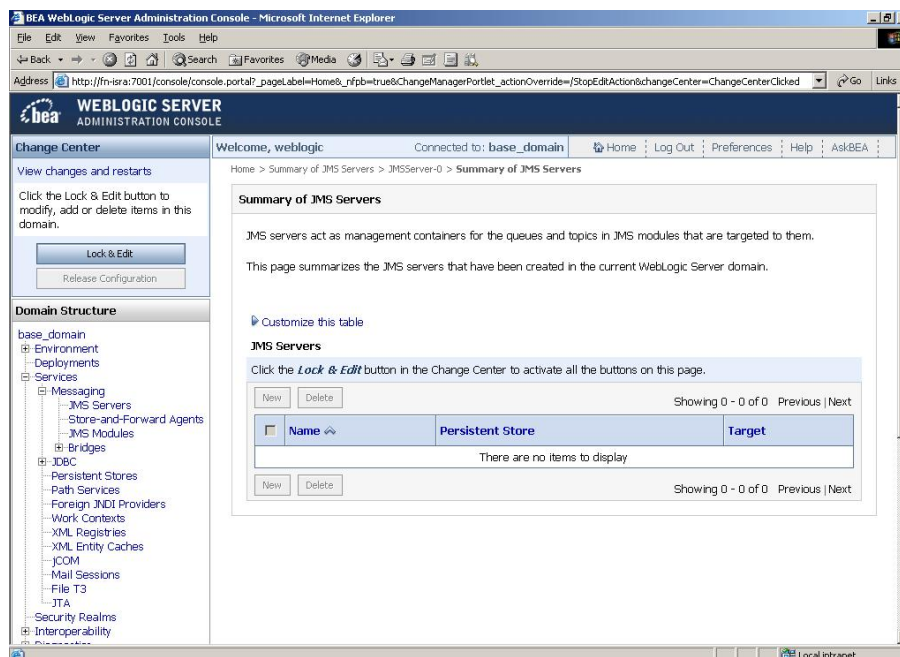 BEA WebLogic Server Administration Console - Microsoft Internet Explorer
File Edit View Favorites Tools Help
Back Search Favorites Media
Address http://fn-isra:7001/console/console.portal?_pageLabel=Home&_nfpb=true&ChangeManagerPortlet_actionOverride=/StopEditAction&changeCenter=ChangeCenterClicked Go Links
bea WEBLOGIC SERVER
ADMINISTRATION CONSOLE
Change Center
View changes and restarts
Click the Lock & Edit button to
modify, add or delete items in this
domain.
Lock & Edit
Release Configuration
Domain Structure
base_domain
Environment
Deployments
Services
Messaging
JMS Servers
Store-and-Forward Agents
JMS Modules
Bridges
JDBC
Persistent Stores
Path Services
Foreign JNDI Providers
Work Contexts
XML Registries
XML Entity Caches
jCOM
Mail Sessions
File T3
JTA
Security Realms
Interoperability
Welcome, weblogic Connected to: base_domain Home Log Out Preferences Help AskBEA
Home > Summary of JMS Servers > JMSServer-0 > Summary of JMS Servers
Summary of JMS Servers
JMS servers act as management containers for the queues and topics in JMS modules that are targeted to them.
This page summarizes the JMS servers that have been created in the current WebLogic Server domain.
Customize this table
JMS Servers
Click the Lock & Edit button in the Change Center to activate all the buttons on this page.
New Delete Showing 0 - 0 of 0 Previous | Next
Name Persistent Store Target
There are no items to display
New Delete Showing 0 - 0 of 0 Previous | Next
Local intranet